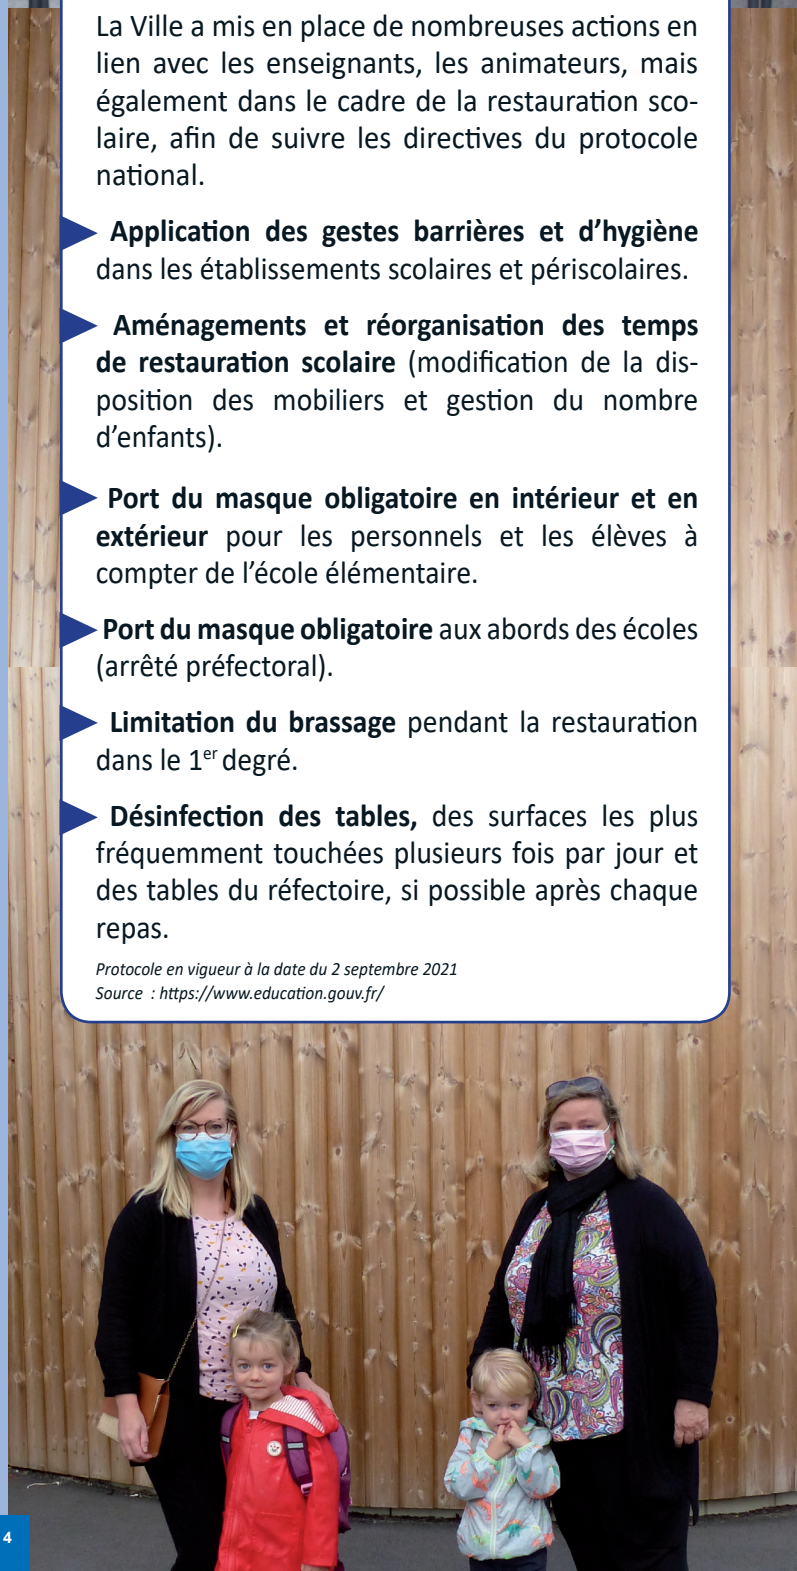 La Ville a mis en place de nombreuses actions en
lien avec les enseignants, les animateurs, mais
également dans le cadre de la restauration sco-
laire, afin de suivre les directives du protocole
national.
Application des gestes barrières et d’hygiène
dans les établissements scolaires et périscolaires.
Aménagements et réorganisation des temps
de restauration scolaire (modification de la dis-
position des mobiliers et gestion du nombre
d’enfants).
Port du masque obligatoire en intérieur et en
extérieur pour les personnels et les élèves à
compter de l’école élémentaire.
Port du masque obligatoire aux abords des écoles
(arrêté préfectoral).
Limitation du brassage pendant la restauration
dans le 1er degré.
Désinfection des tables, des surfaces les plus
fréquemment touchées plusieurs fois par jour et
des tables du réfectoire, si possible après chaque
repas.
Protocole en vigueur à la date du 2 septembre 2021
Source : https://www.education.gouv.fr/
4